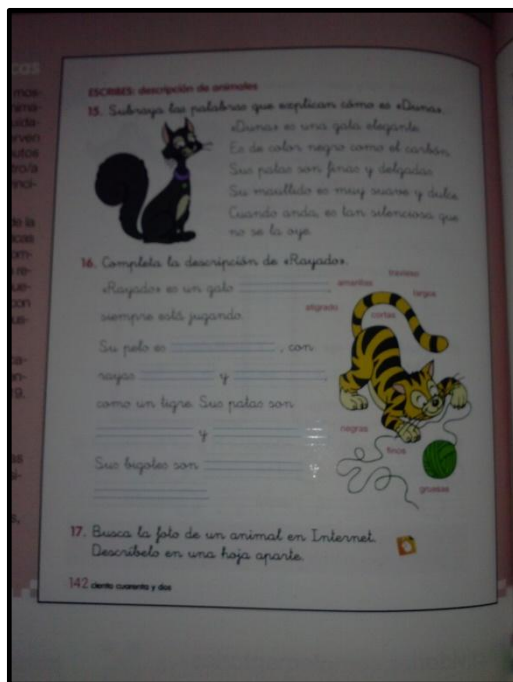 cas
ESCRIBES: descripción de animales
15. Subraya las palabras que explican cómo es «Duna».
«Duna» es una gata elegante.
Es de color negro como el carbón.
Sus patas son finas y delgadas.
Su maullido es muy suave y dulce.
Cuando anda, es tan silenciosa que
no se la oye.
16. Completa la descripción de «Rayado».
travieso
amarillas
largos
«Rayado» es un gato
atigrado
cortas
siempre está jugando.
Su pelo es , con
rayas y
como un tigre. Sus patas son
y
negras
finos
Sus bigotes son y
gruesas
17. Busca la foto de un animal en Internet.
Descríbelo en una hoja aparte.
142 ciento cuarenta y dos